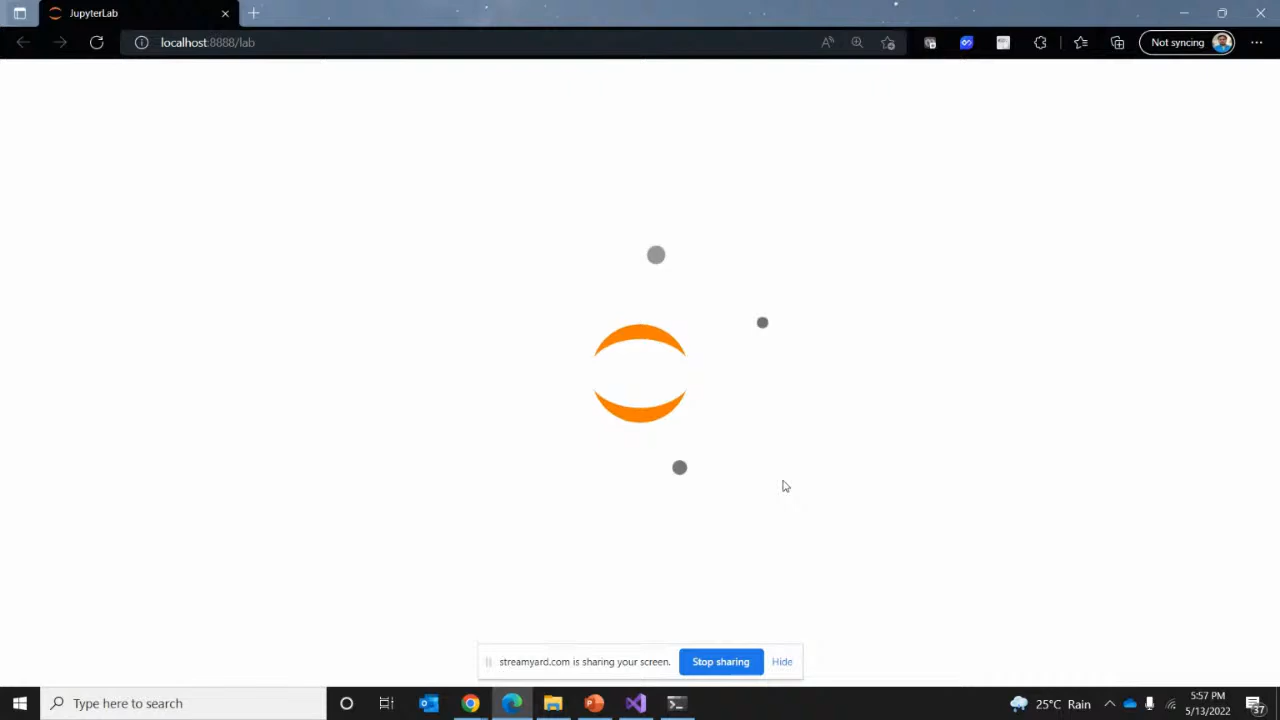 JupyterLab
localhost:8888/lab
Not syncing
streamyard.com is sharing your screen.
Stop sharing
Hide
Type here to search
25°C Rain
5:57 PM
5/13/2022
37